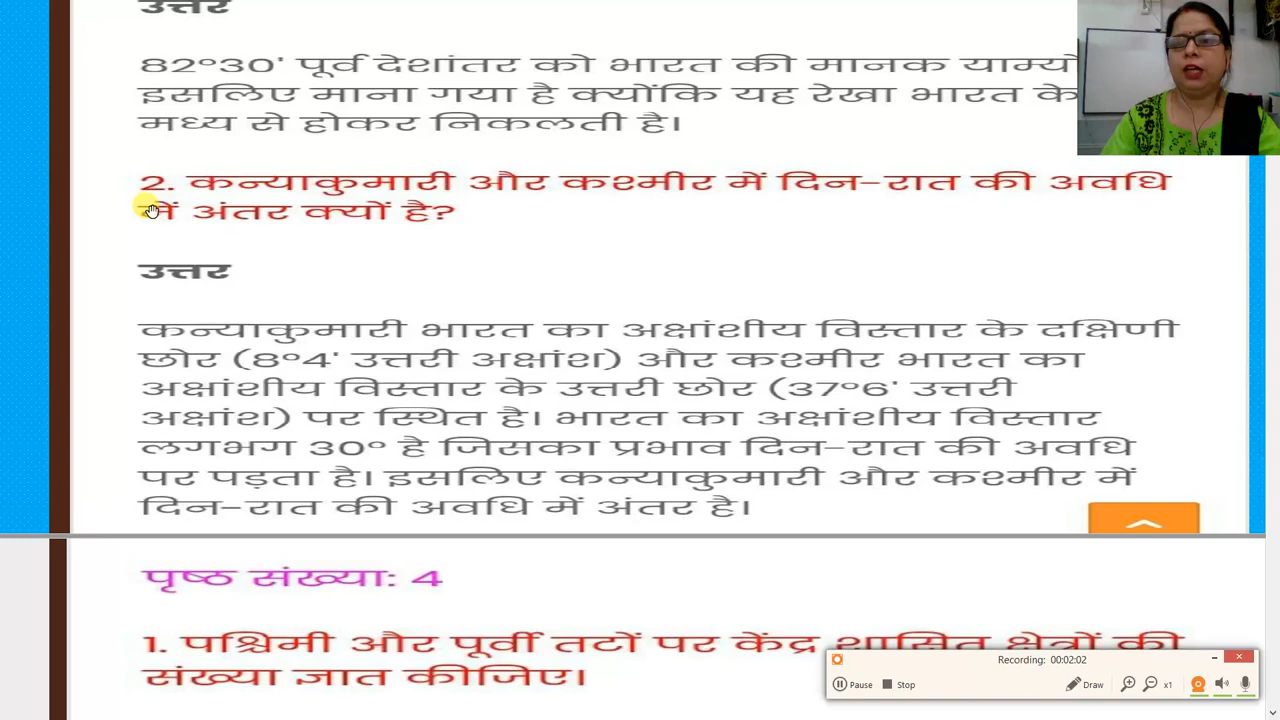 उत्तर
82°30' पूर्व देशांतर को भारत की मानक याम्यो
इसलिए माना गया है क्योंकि यह रेखा भारत के
मध्य से होकर निकलती है।
2. कन्याकुमारी और कश्मीर में दिन-रात की अवधि
में अंतर क्यों है?
उत्तर
कन्याकुमारी भारत का अक्षांशीय विस्तार के दक्षिणी
छोर (8°4' उत्तरी अक्षांश) और कश्मीर भारत का
अक्षांशीय विस्तार के उत्तरी छोर (37°6' उत्तरी
अक्षांश) पर स्थित है। भारत का अक्षांशीय विस्तार
लगभग 30° है जिसका प्रभाव दिन-रात की अवधि
पर पड़ता है। इसलिए कन्याकुमारी और कश्मीर में
दिन-रात की अवधि में अंतर है।
पृष्ठ संख्या: 4
1. पश्चिमी और पूर्वी तटों पर केंद्र शासित क्षेत्रों की
संख्या ज्ञात कीजिए।
Recording: 00:02:02
Pause Stop Draw x1